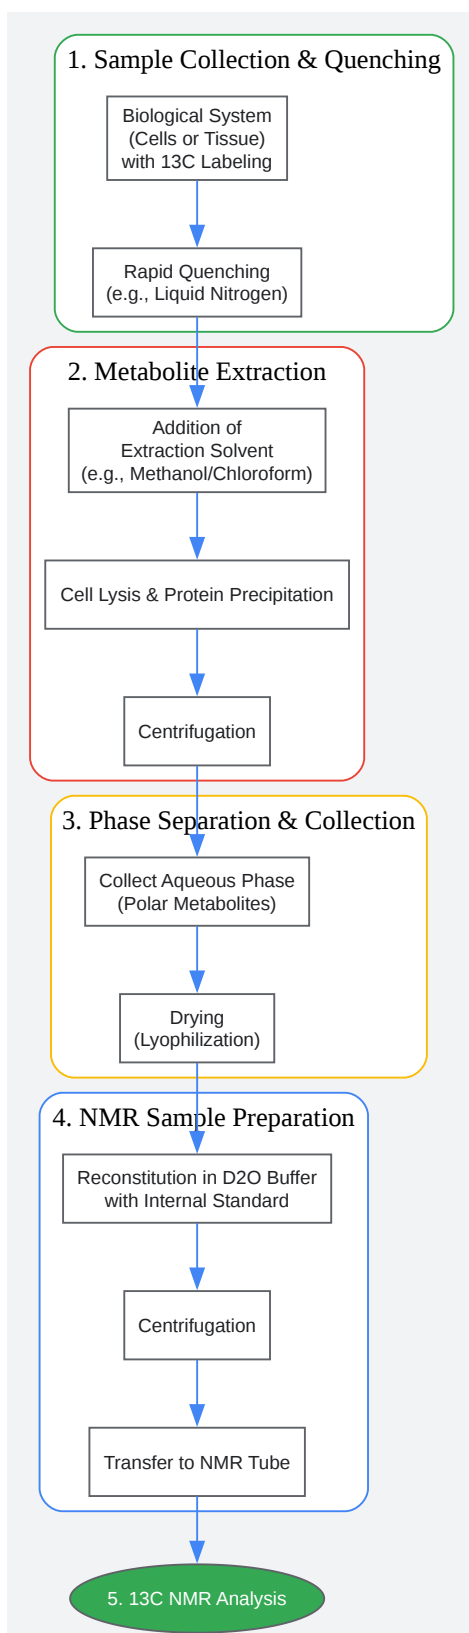 1. Sample Collection & Quenching
Biological System
(Cells or Tissue)
with 13C Labeling
Rapid Quenching
(e.g., Liquid Nitrogen)
2. Metabolite Extraction
Addition of
Extraction Solvent
(e.g., Methanol/Chloroform)
Cell Lysis & Protein Precipitation
Centrifugation
3. Phase Separation & Collection
Collect Aqueous Phase
(Polar Metabolites)
Drying
(Lyophilization)
4. NMR Sample Preparation
Reconstitution in D2O Buffer
with Internal Standard
Centrifugation
Transfer to NMR Tube
5. 13C NMR Analysis